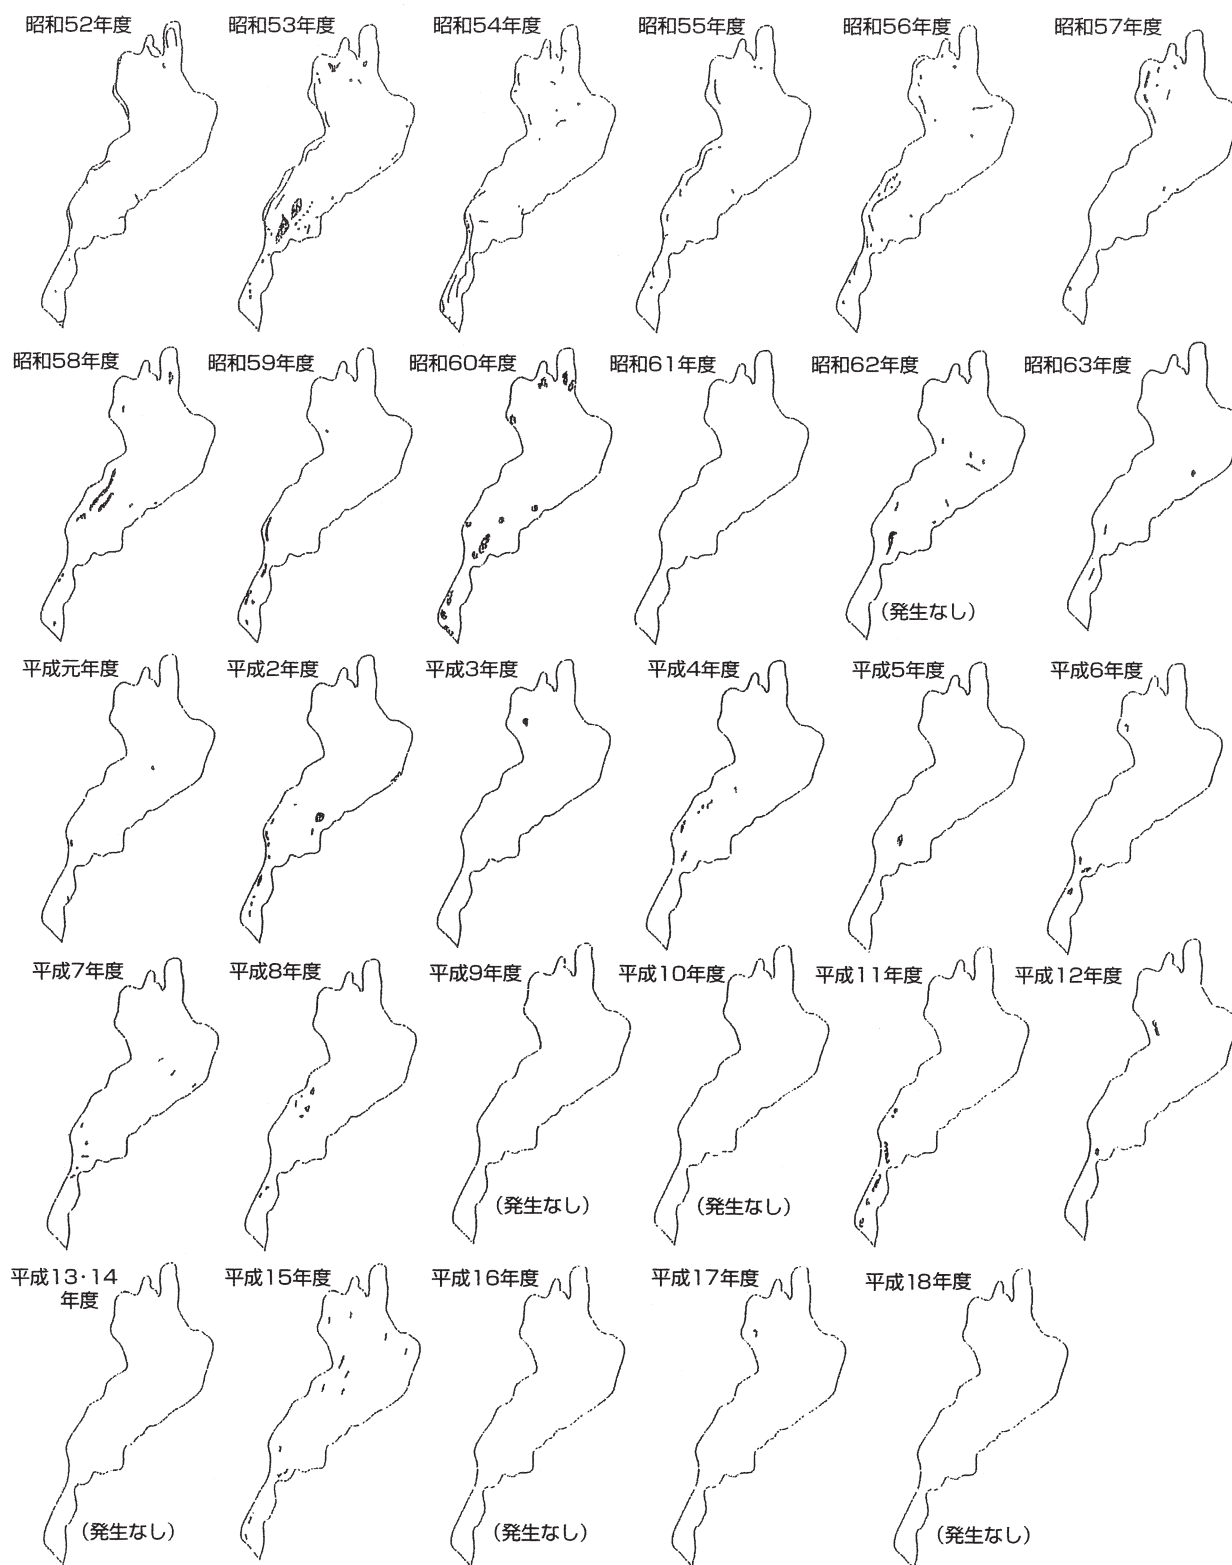 昭和52年度
昭和53年度
昭和54年度
昭和55年度
昭和56年度
昭和57年度
昭和58年度
昭和59年度
昭和60年度
昭和61年度
昭和62年度
昭和63年度
(発生なし)
平成元年度
平成2年度
平成3年度
平成4年度
平成5年度
平成6年度
平成7年度
平成8年度
平成9年度
平成10年度
平成11年度
平成12年度
(発生なし)
(発生なし)
平成13・14
年度
平成15年度
平成16年度
平成17年度
平成18年度
(発生なし)
(発生なし)
(発生なし)